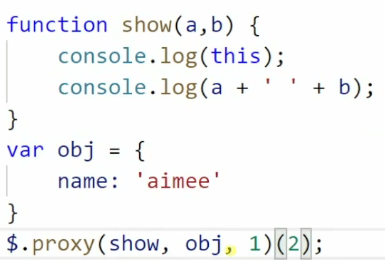 function show(a,b) {
    console.log(this);
    console.log(a + ' ' + b);
}
var obj = {
    name: 'aimee'
}
$.proxy(show, obj, 1)(2);